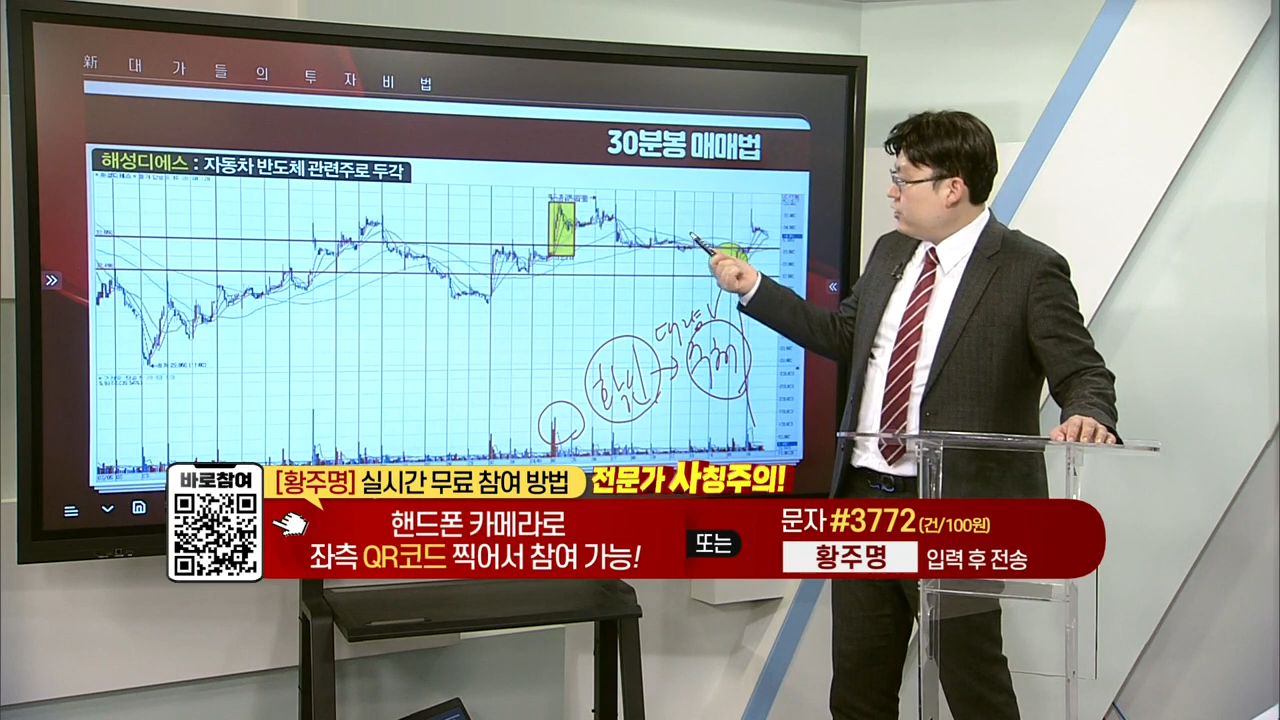 新 대 가 들 의 투 자 비 법
30분봉 매매법
해성디에스 : 자동차 반도체 관련주로 두각
확인 → 대량 수혜
바로참여
[황주명] 실시간 무료 참여 방법
전문가 사칭주의!
핸드폰 카메라로
좌측 QR코드 찍어서 참여 가능!
또는
문자 #3772 (건/100원)
황주명 입력 후 전송